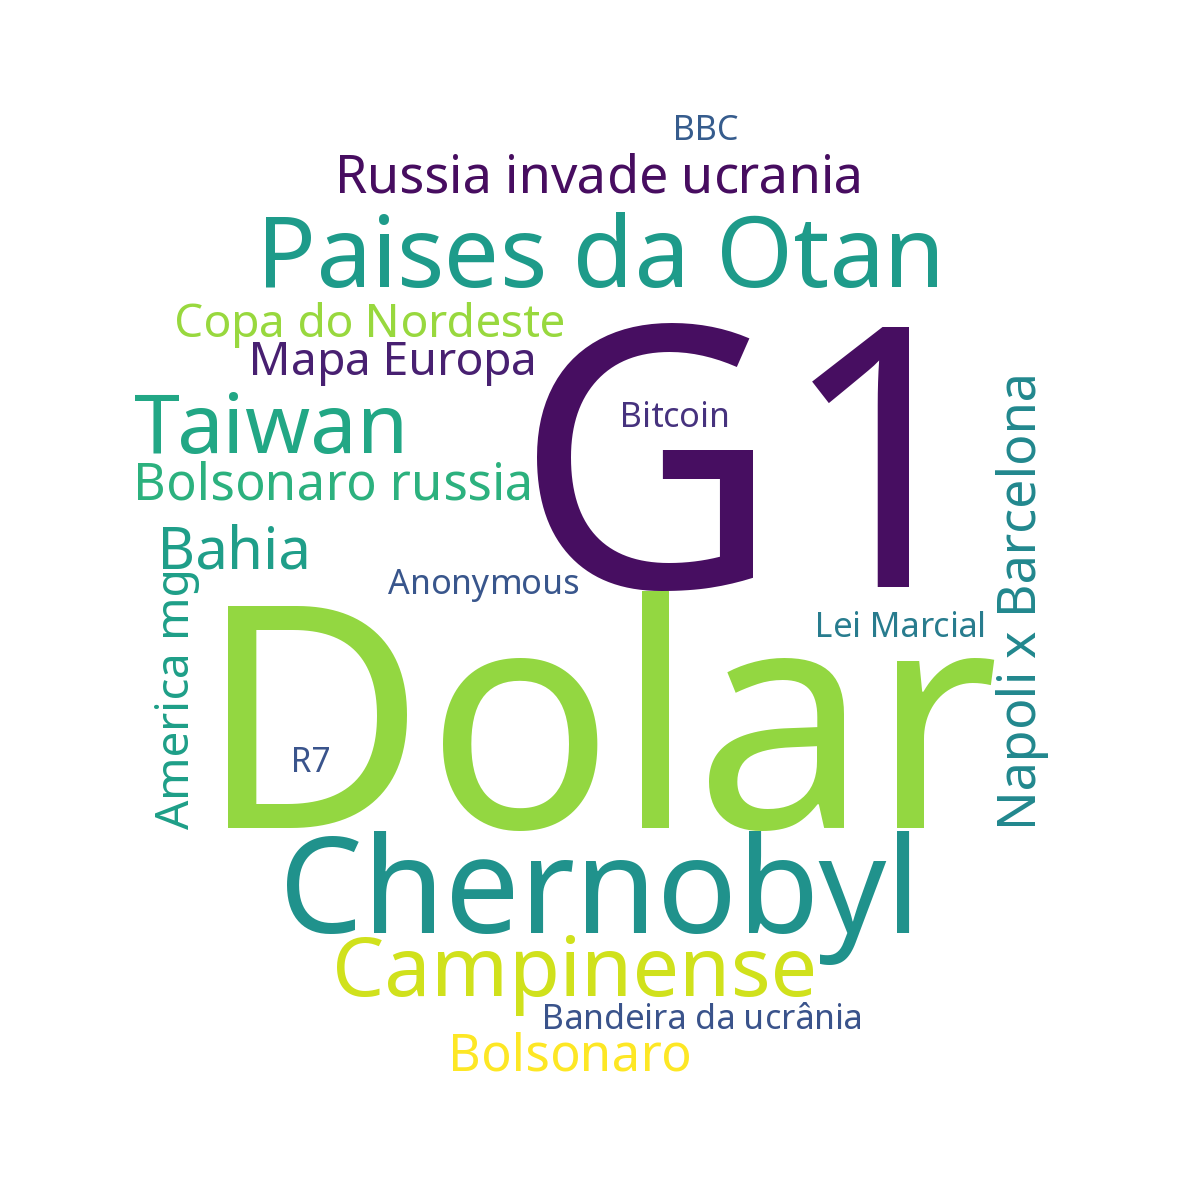 BBC
Russia invade ucrania
Paises da Otan
Copa do Nordeste
Mapa Europa
G1
Taiwan
Bitcoin
Bolsonaro russia
Napoli x Barcelona
Bahia
Anonymous
America mg
Lei Marcial
Dolar
R7
Chernobyl
Campinense
Bandeira da ucrânia
Bolsonaro